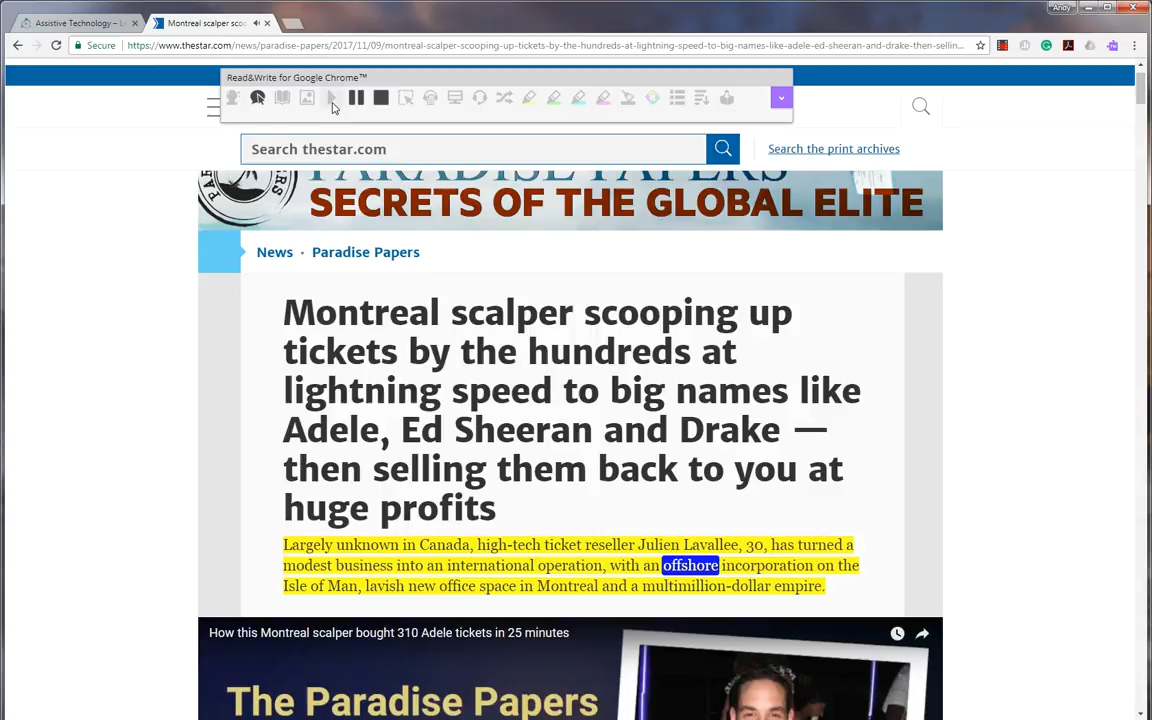 Andy
Assistive Technology – L
Montreal scalper scoo
Secure
https://www.thestar.com/news/paradise-papers/2017/11/09/montreal-scalper-scooping-up-tickets-by-the-hundreds-at-lightning-speed-to-big-names-like-adele-ed-sheeran-and-drake-then-sellin...
Read&Write for Google Chrome™
Search thestar.com
Search the print archives
PARADISE PAPERS
SECRETS OF THE GLOBAL ELITE
News · Paradise Papers
Montreal scalper scooping up
tickets by the hundreds at
lightning speed to big names like
Adele, Ed Sheeran and Drake —
then selling them back to you at
huge profits
Largely unknown in Canada, high-tech ticket reseller Julien Lavallee, 30, has turned a
modest business into an international operation, with an offshore incorporation on the
Isle of Man, lavish new office space in Montreal and a multimillion-dollar empire.
How this Montreal scalper bought 310 Adele tickets in 25 minutes
The Paradise Papers